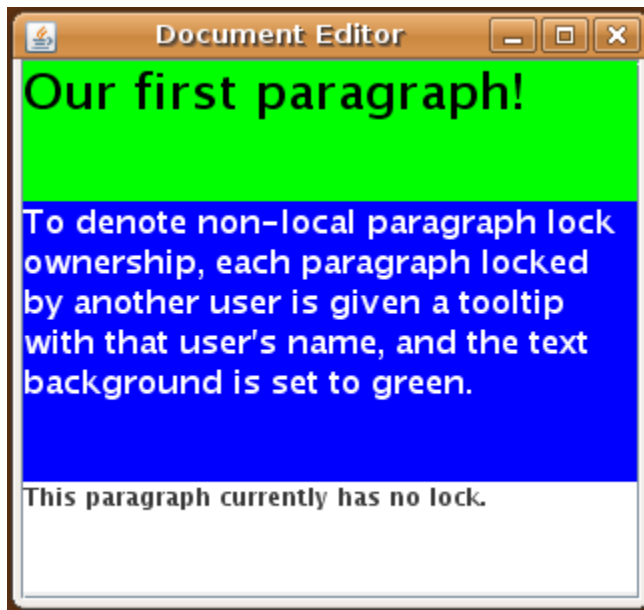 Document Editor
Our first paragraph!
To denote non-local paragraph lock
ownership, each paragraph locked
by another user is given a tooltip
with that user's name, and the text
background is set to green.
This paragraph currently has no lock.